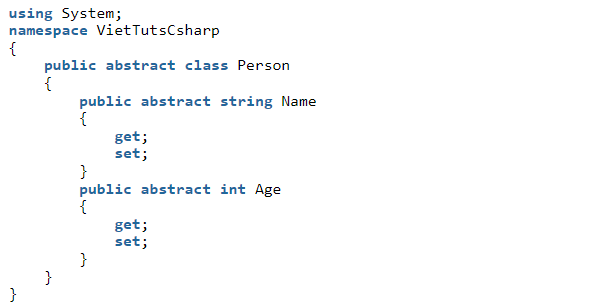 using System;
namespace VietTutsCsharp
{
    public abstract class Person
    {
        public abstract string Name
        {
            get;
            set;
        }
        public abstract int Age
        {
            get;
            set;
        }
    }
}